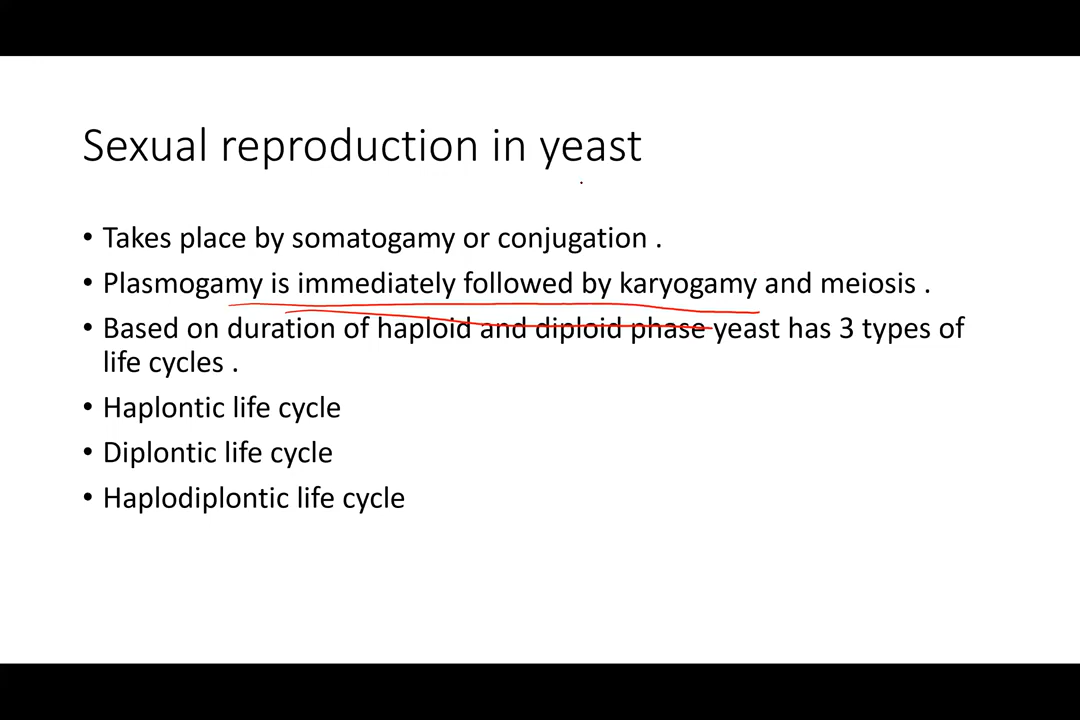 Sexual reproduction in yeast
• Takes place by somatogamy or conjugation .
• Plasmogamy is immediately followed by karyogamy and meiosis .
• Based on duration of haploid and diploid phase yeast has 3 types of
life cycles .
• Haplontic life cycle
• Diplontic life cycle
• Haplodiplontic life cycle